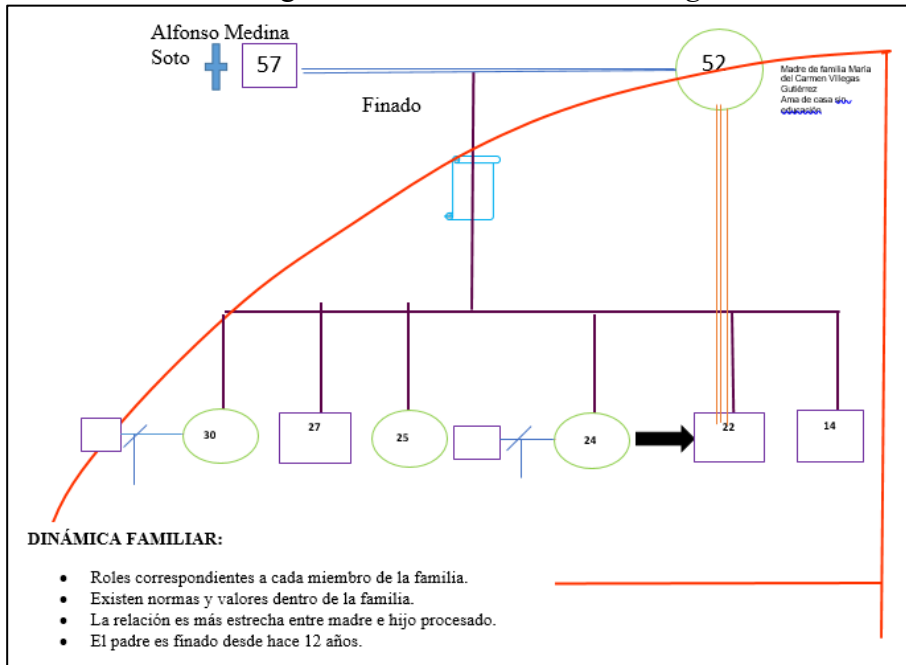 Alfonso Medina
Soto
57
52
Madre de familia María
del Carmen Villegas
Gutiérrez
Ama de casa sin
educación
Finado
30
27
25
24
22
14
DINÁMICA FAMILIAR:
• Roles correspondientes a cada miembro de la familia.
• Existen normas y valores dentro de la familia.
• La relación es más estrecha entre madre e hijo procesado.
• El padre es finado desde hace 12 años.